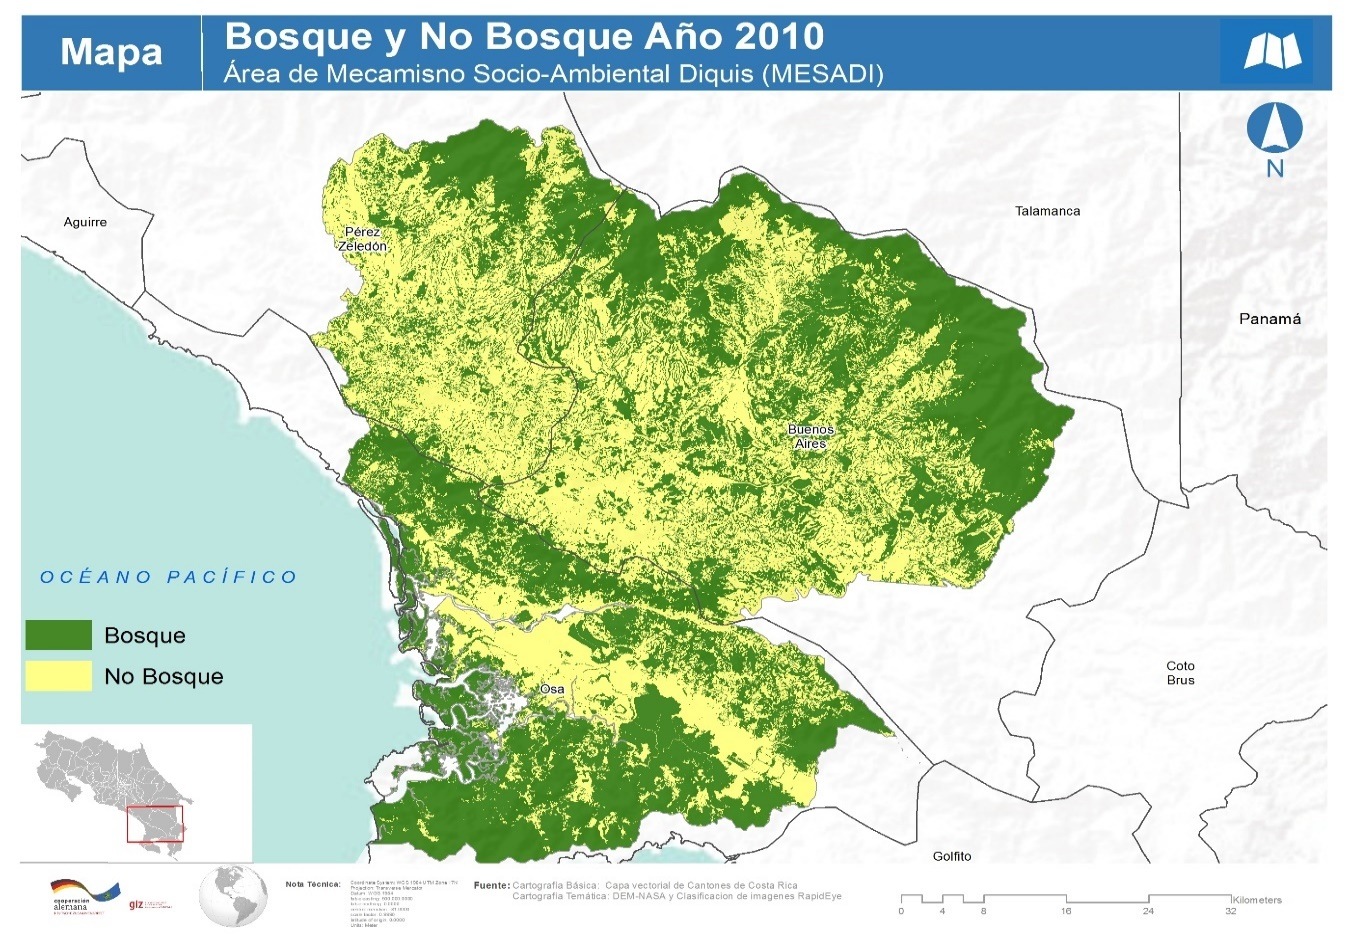 Mapa
Bosque y No Bosque Año 2010
Área de Mecamisno Socio-Ambiental Diquis (MESADI)
N
Aguirre
Talamanca
Pérez
Zeledón
Panamá
Buenos
Aires
OCÉANO PACÍFICO
Bosque
No Bosque
Osa
Coto
Brus
Golfito
cooperación
alemana
giz
Nota Técnica:
Fuente: Cartografía Básica: Capa vectorial de Cantones de Costa Rica
Cartografía Temática: DEM-NASA y Clasificacion de imagenes RapidEye
Kilometers
0 4 8 16 24 32